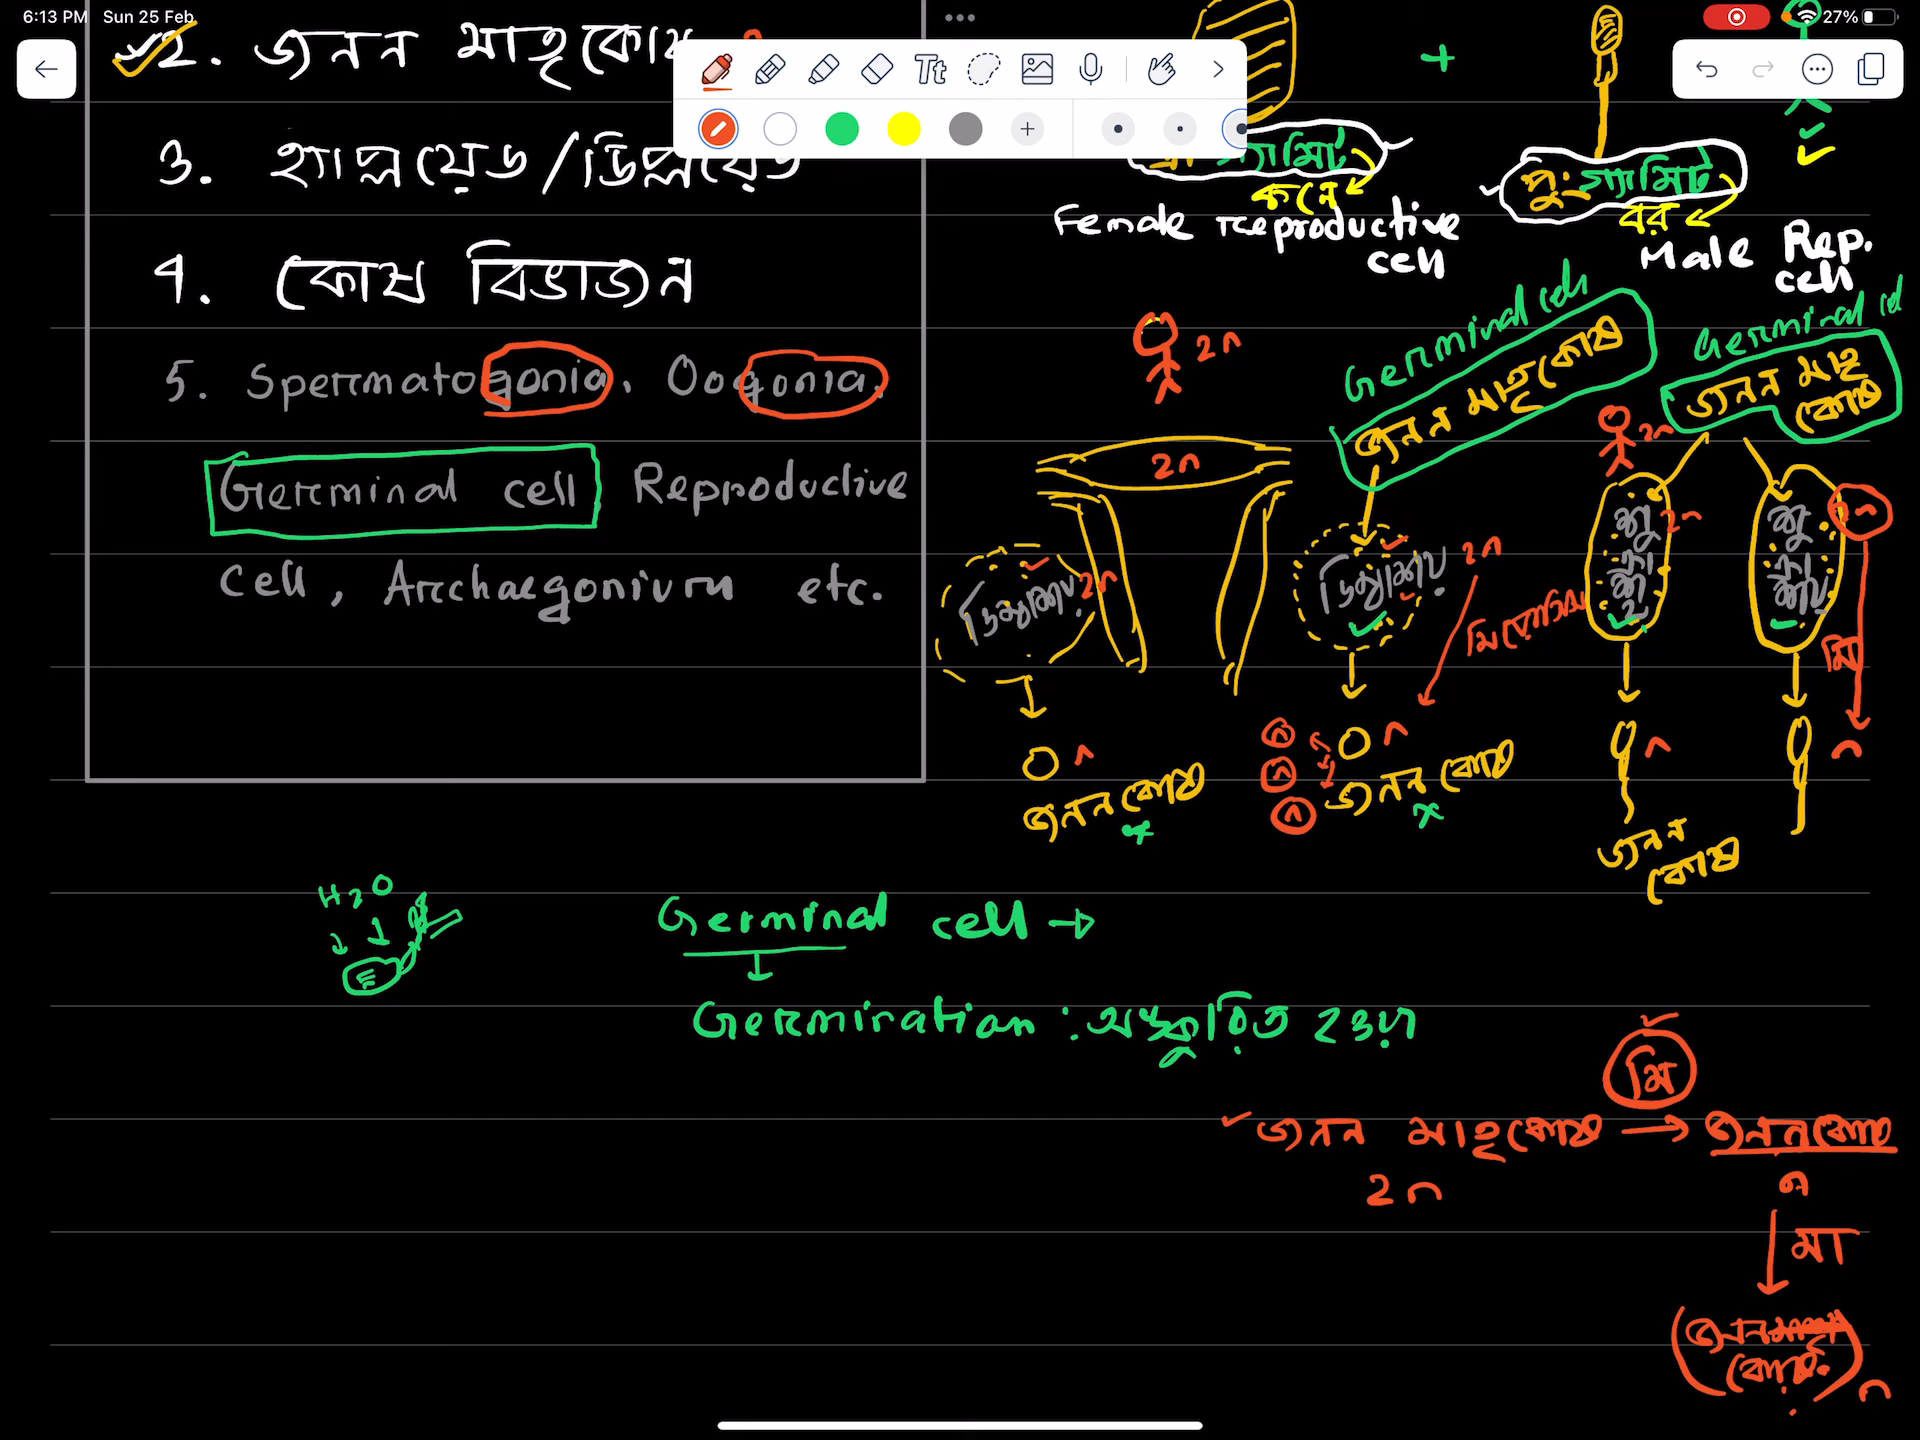 6:13 PM Sun 25 Feb
27%
2. জনন মাতৃকোষ
3. হ্যাপ্লয়েড/ডিপ্লয়েড
4. কোষ বিভাজন
5. Spermatogonia, Oogonia,
Germinal cell Reproductive
Cell, Archaegonium etc.
Tt
+
গ্যামিট
কনে
Female reproductive
cell
পুং গ্যামিট
বর
Male Rep.
cell
2n
Germinal cell
জনন মাতৃকোষ
Germinal cell
জনন মাতৃ
কোষ
2n
2n
2n
ডিম্বাশয় 2n
ডিম্বাশয় 2n
মিয়োসিস
শুক্রাশয় 2n
শুক্রাশয়
মি
n
জনন কোষ
n
n
n
n
জনন কোষ
n
জনন
কোষ
n
H2O
Germinal cell →
Germination : অঙ্কুরিত হওয়া
মি
জনন মাতৃকোষ → জননকোষ
2n
n
মা
জনন
কোষ
n